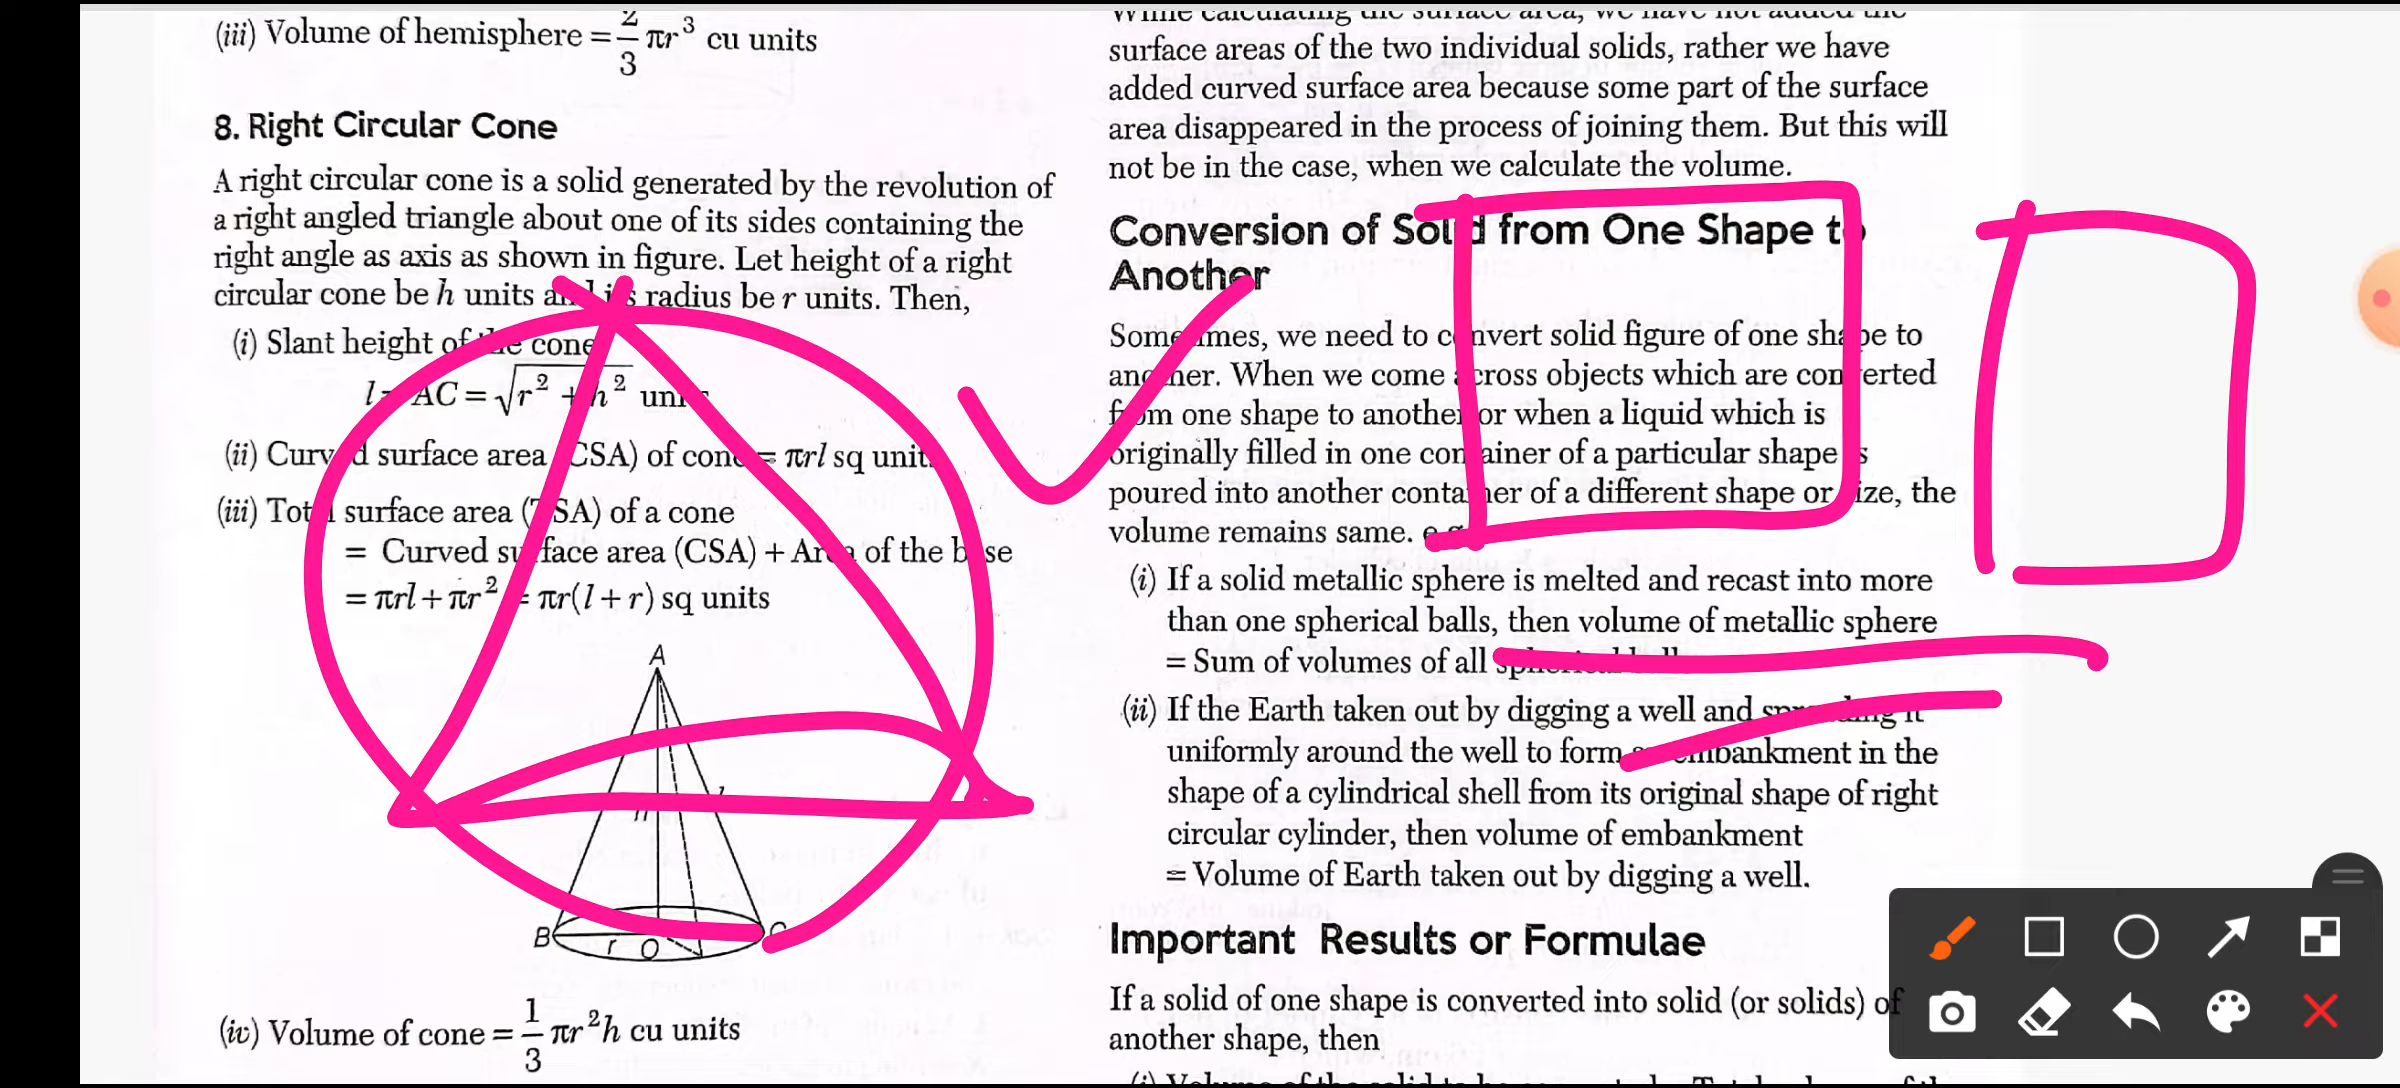 (iii) Volume of hemisphere = 2/3 πr³ cu units
8. Right Circular Cone
A right circular cone is a solid generated by the revolution of
a right angled triangle about one of its sides containing the
right angle as axis as shown in figure. Let height of a right
circular cone be h units and its radius be r units. Then,
(i) Slant height of the cone
l = AC = √(r² + h²) units
(ii) Curved surface area (CSA) of cone = πrl sq units
(iii) Total surface area (TSA) of a cone
= Curved surface area (CSA) + Area of the base
= πrl + πr² = πr(l + r) sq units
A
B
r
O
(iv) Volume of cone = 1/3 πr²h cu units
While calculating the surface area, we have not added the
surface areas of the two individual solids, rather we have
added curved surface area because some part of the surface
area disappeared in the process of joining them. But this will
not be in the case, when we calculate the volume.
Conversion of Solid from One Shape to
Another
Sometimes, we need to convert solid figure of one shape to
another. When we come across objects which are converted
from one shape to another or when a liquid which is
originally filled in one container of a particular shape is
poured into another container of a different shape or size, the
volume remains same. e.g.
(i) If a solid metallic sphere is melted and recast into more
than one spherical balls, then volume of metallic sphere
= Sum of volumes of all spherical balls
(ii) If the Earth taken out by digging a well and spreading it
uniformly around the well to form an embankment in the
shape of a cylindrical shell from its original shape of right
circular cylinder, then volume of embankment
= Volume of Earth taken out by digging a well.
Important Results or Formulae
If a solid of one shape is converted into solid (or solids) of
another shape, then